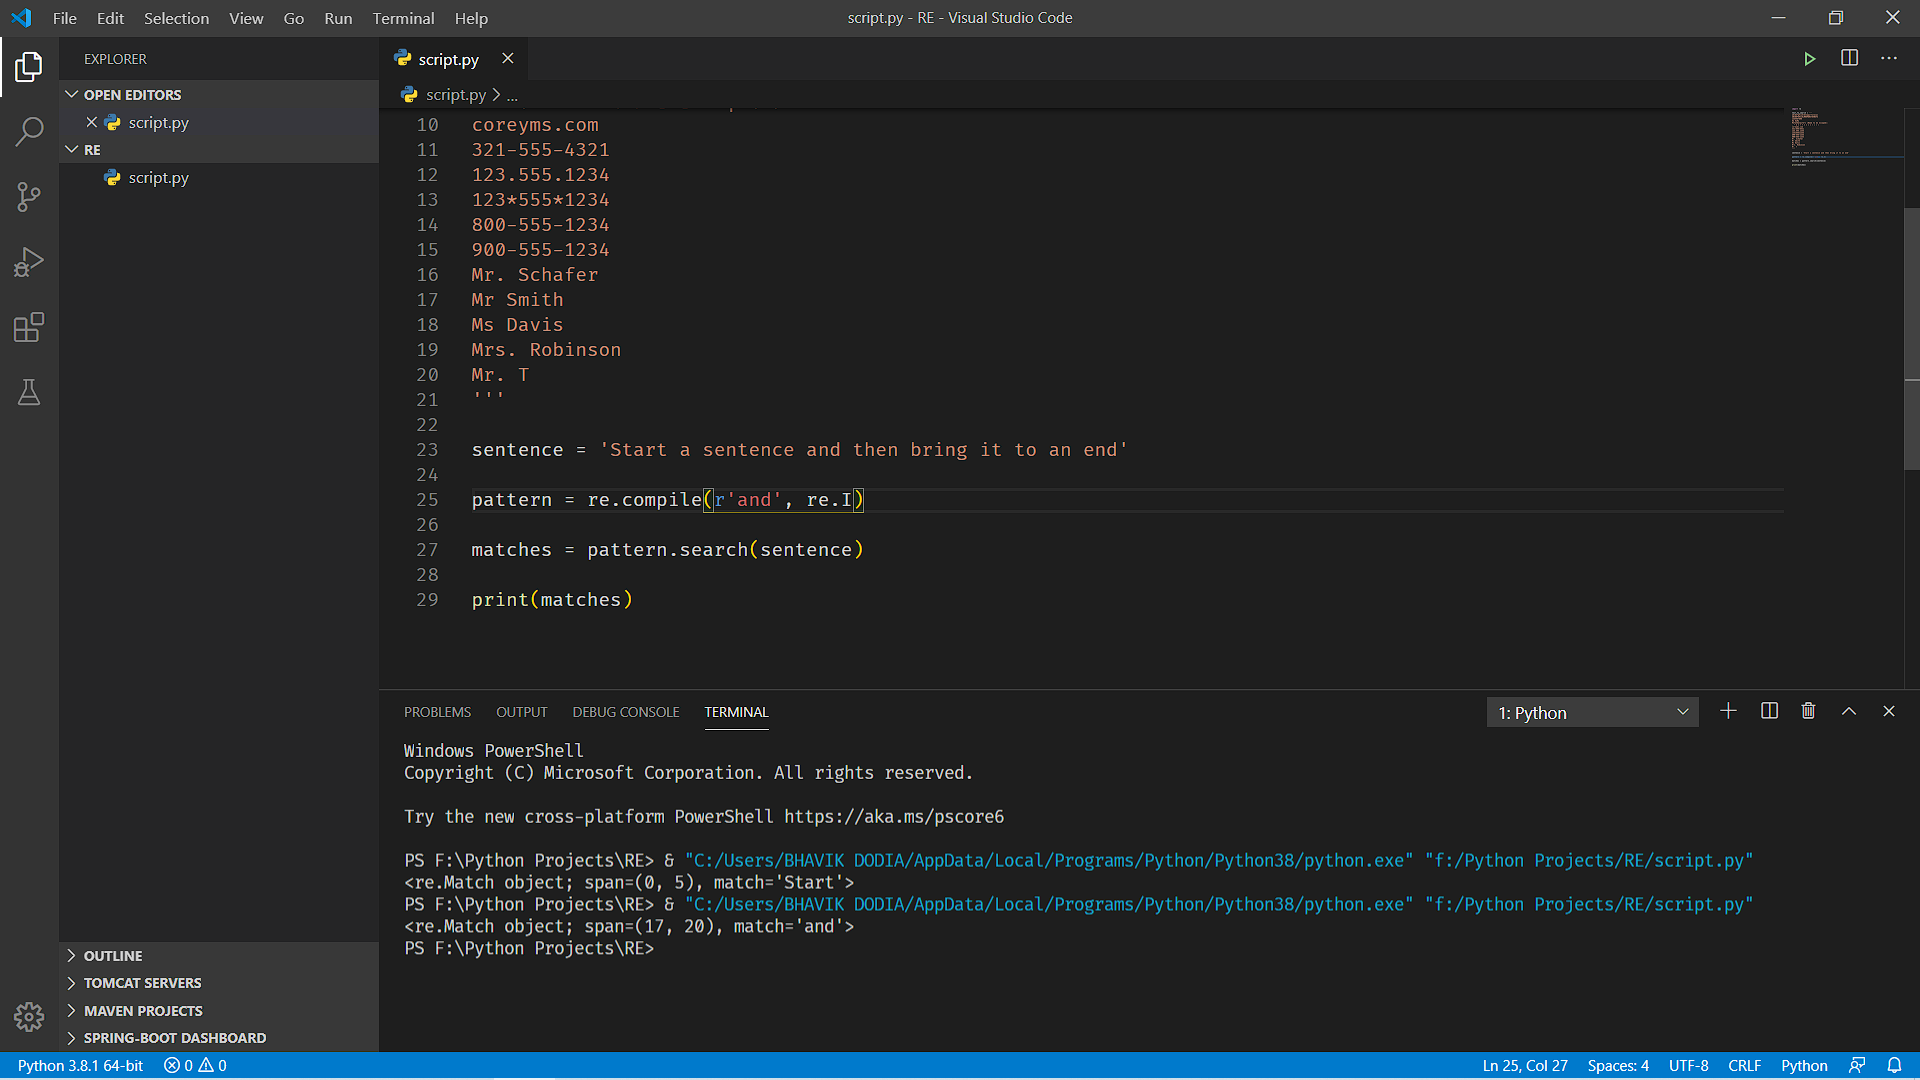 File Edit Selection View Go Run Terminal Help
script.py - RE - Visual Studio Code
EXPLORER
OPEN EDITORS
script.py
RE
script.py
OUTLINE
TOMCAT SERVERS
MAVEN PROJECTS
SPRING-BOOT DASHBOARD
script.py
script.py > ...
10 coreyms.com
11 321-555-4321
12 123.555.1234
13 123*555*1234
14 800-555-1234
15 900-555-1234
16 Mr. Schafer
17 Mr Smith
18 Ms Davis
19 Mrs. Robinson
20 Mr. T
21 '''
22
23 sentence = 'Start a sentence and then bring it to an end'
24
25 pattern = re.compile(r'and', re.I)
26
27 matches = pattern.search(sentence)
28
29 print(matches)
PROBLEMS OUTPUT DEBUG CONSOLE TERMINAL
1: Python
Windows PowerShell
Copyright (C) Microsoft Corporation. All rights reserved.
Try the new cross-platform PowerShell https://aka.ms/pscore6
PS F:\Python Projects\RE> & "C:/Users/BHAVIK DODIA/AppData/Local/Programs/Python/Python38/python.exe" "f:/Python Projects/RE/script.py"
<re.Match object; span=(0, 5), match='Start'>
PS F:\Python Projects\RE> & "C:/Users/BHAVIK DODIA/AppData/Local/Programs/Python/Python38/python.exe" "f:/Python Projects/RE/script.py"
<re.Match object; span=(17, 20), match='and'>
PS F:\Python Projects\RE>
Python 3.8.1 64-bit 0 0
Ln 25, Col 27 Spaces: 4 UTF-8 CRLF Python